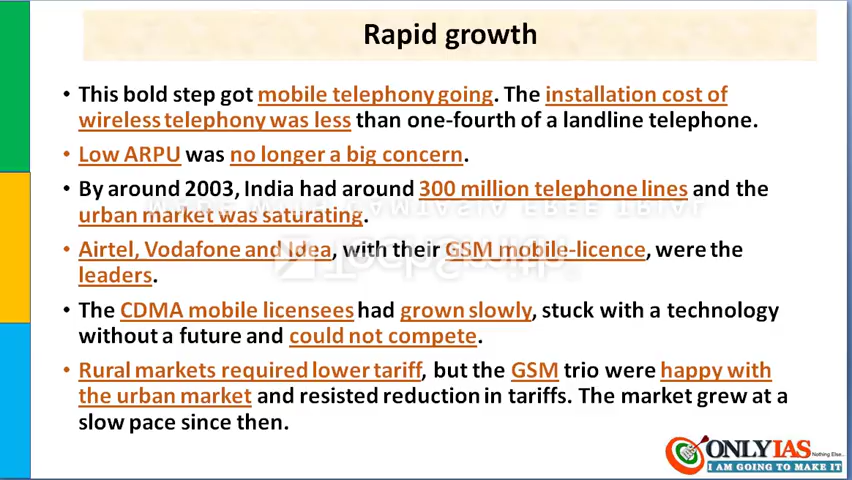 Rapid growth
• This bold step got mobile telephony going. The installation cost of
wireless telephony was less than one-fourth of a landline telephone.
• Low ARPU was no longer a big concern.
• By around 2003, India had around 300 million telephone lines and the
urban market was saturating.
• Airtel, Vodafone and Idea, with their GSM mobile-licence, were the
leaders.
• The CDMA mobile licensees had grown slowly, stuck with a technology
without a future and could not compete.
• Rural markets required lower tariff, but the GSM trio were happy with
the urban market and resisted reduction in tariffs. The market grew at a
slow pace since then.
ONLYIAS
Nothing Else..
I AM GOING TO MAKE IT